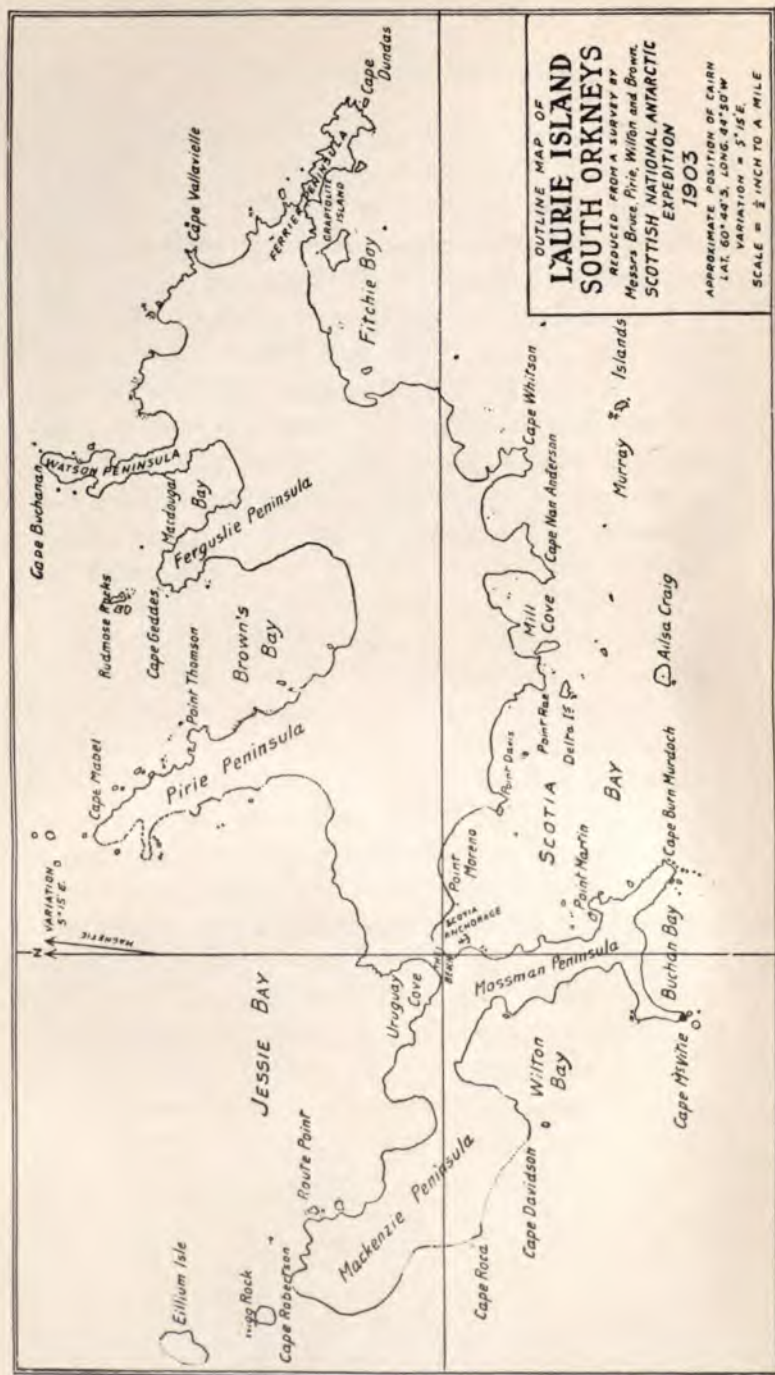 OUTLINE MAP OF
LAURIE ISLAND
SOUTH ORKNEYS
REDUCED FROM A SURVEY BY
Messrs Bruce, Pirie, Wilton and Brown.
SCOTTISH NATIONAL ANTARCTIC
EXPEDITION
1903
APPROXIMATE POSITION OF CAIRN
LAT. 60° 44'S, LONG. 44° 50'W
VARIATION = 5° 15'E.
SCALE = ½ INCH TO A MILE
N
VARIATION
5° 15'E.
MAGNETIC
Eillium Isle
Rock
Cape Robertson
Route Point
JESSIE BAY
Mackenzie Peninsula
Uruguay
Cove
Cape Roca
Cape Davidson
Wilton
Bay
Mossman Peninsula
Cape McVitie
Buchan Bay
Cape Burn Murdoch
BEACH
SCOTIA
ANCHORAGE
Point
Moreno
Point Martin
SCOTIA
BAY
Point Davis
Point Rae
Delta Is
Ailsa Craig
Mill
Cove
Cape Nan Anderson
Cape Whitson
Murray Islands
Cape Mabel
Pirie Peninsula
Point Thomson
Brown's
Bay
Cape Geddes
Rudmose Rocks
Ferguslie Peninsula
Macdougal
Bay
WATSON PENINSULA
Cape Buchanan
Cape Vallavielle
FERRIER PENINSULA
GRAPTOLITE
ISLAND
Fitchie Bay
Cape
Dundas